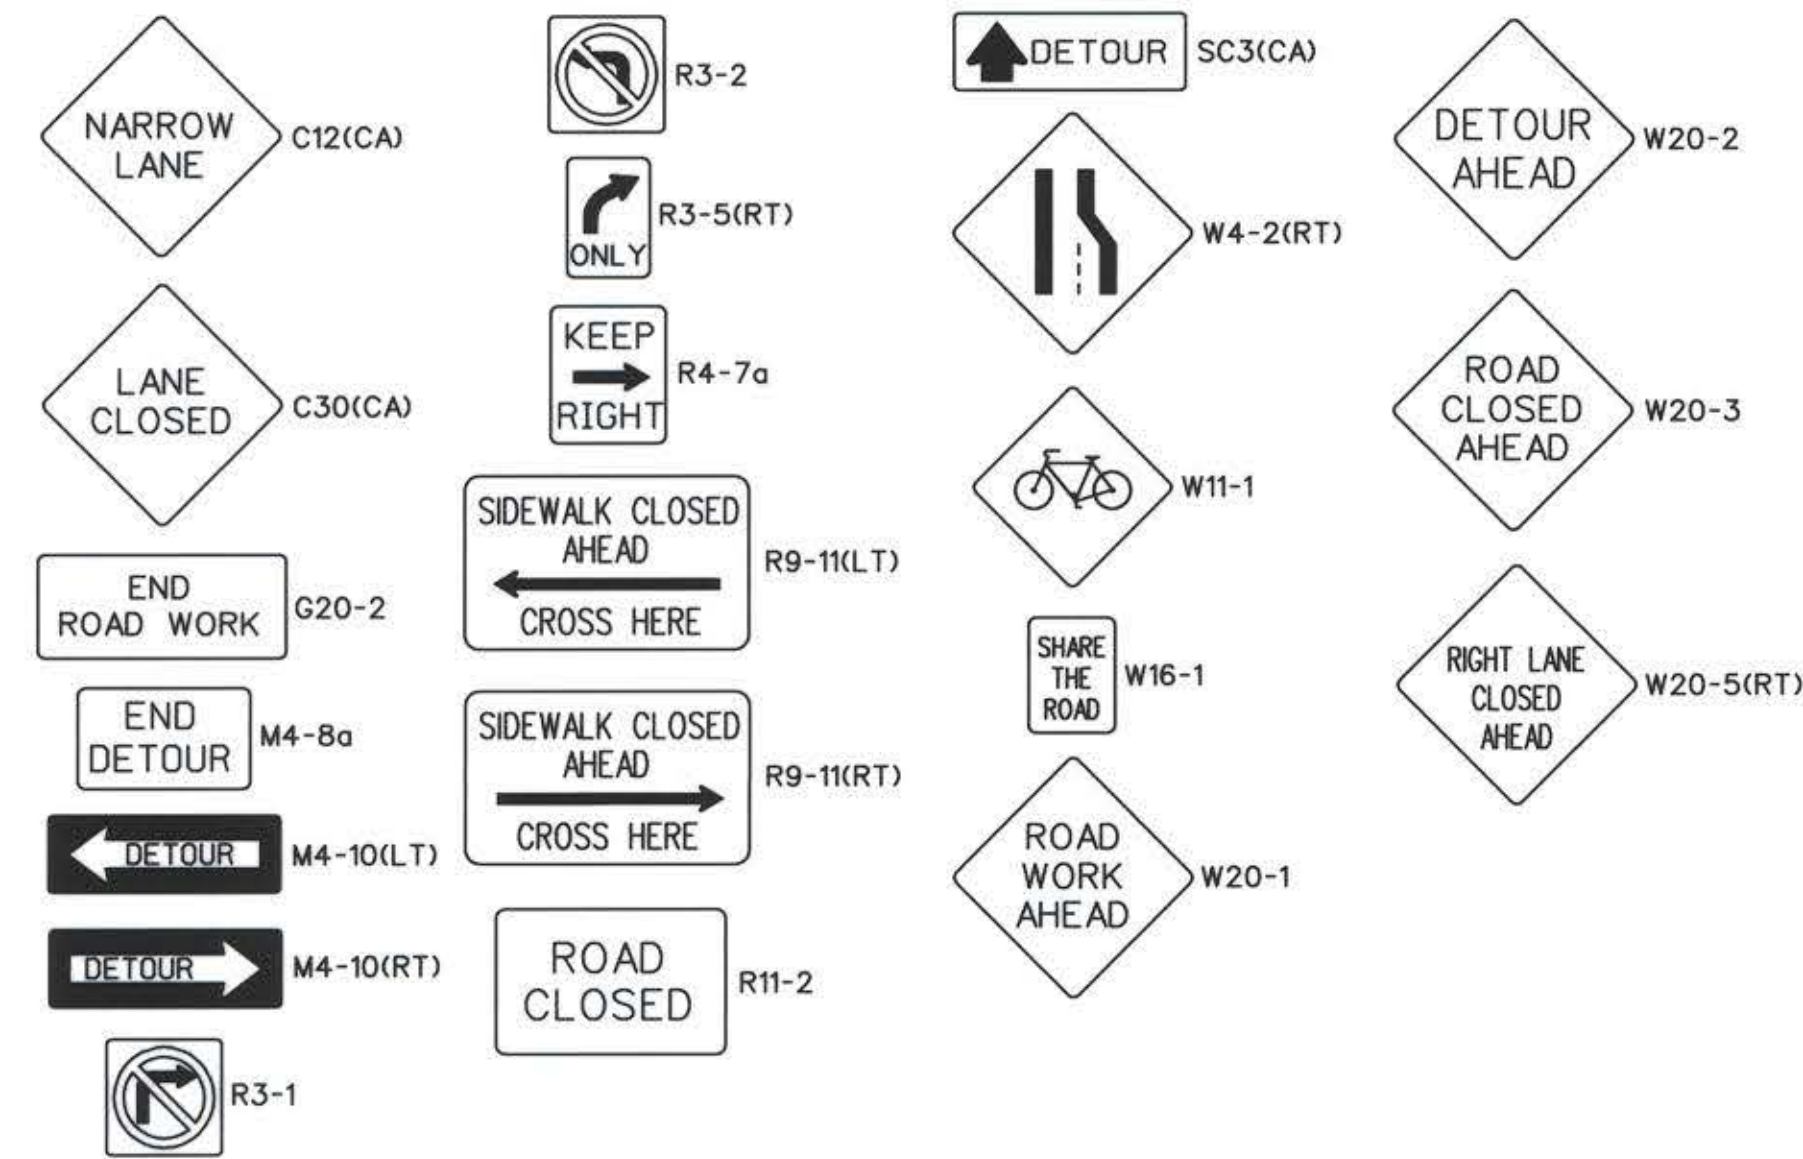 NARROW
LANE
C12(CA)
LANE
CLOSED
C30(CA)
END
ROAD WORK
G20-2
END
DETOUR
M4-8a
DETOUR
M4-10(LT)
DETOUR
M4-10(RT)
R3-1
R3-2
ONLY
R3-5(RT)
KEEP
RIGHT
R4-7a
SIDEWALK CLOSED
AHEAD
CROSS HERE
R9-11(LT)
SIDEWALK CLOSED
AHEAD
CROSS HERE
R9-11(RT)
ROAD
CLOSED
R11-2
DETOUR
SC3(CA)
W4-2(RT)
W11-1
SHARE
THE
ROAD
W16-1
ROAD
WORK
AHEAD
W20-1
DETOUR
AHEAD
W20-2
ROAD
CLOSED
AHEAD
W20-3
RIGHT LANE
CLOSED
AHEAD
W20-5(RT)